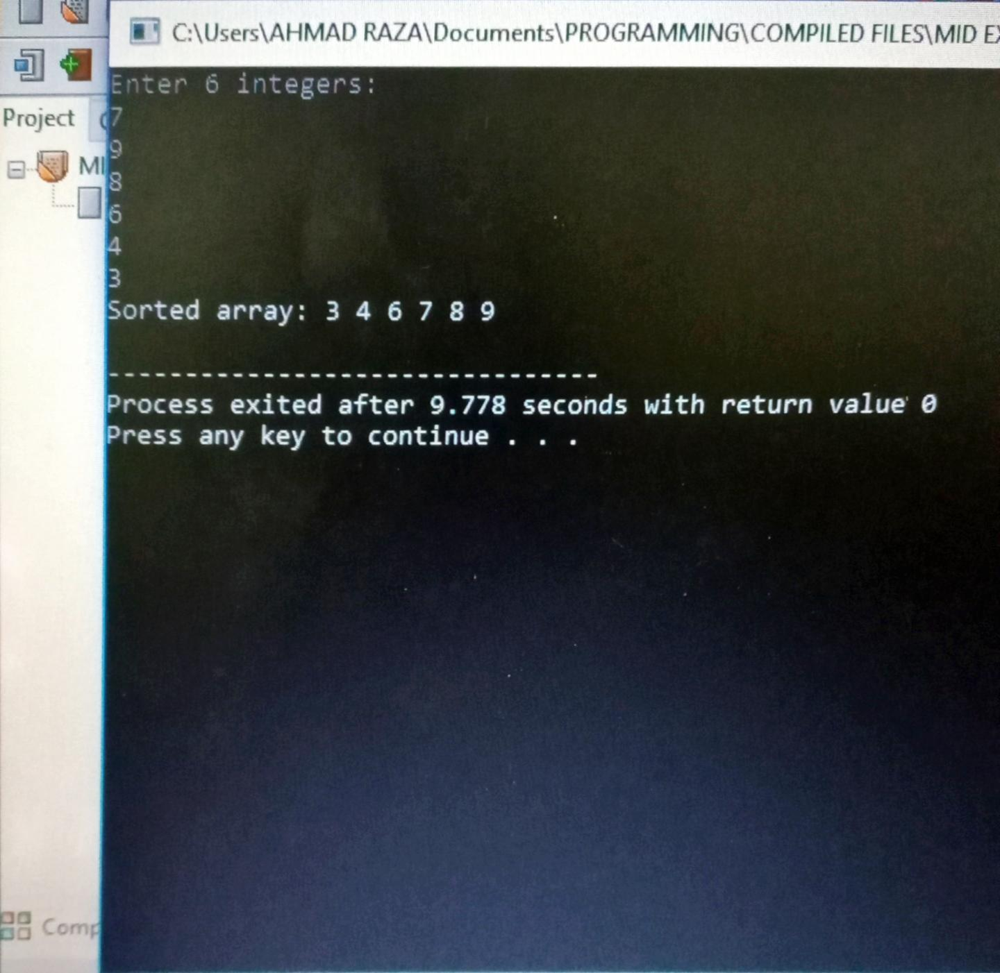 C:\Users\AHMAD RAZA\Documents\PROGRAMMING\COMPILED FILES\MID
Enter 6 integers:
Project
7
9
MI
8
6
4
3
Sorted array: 3 4 6 7 8 9
--------------------------------
Process exited after 9.778 seconds with return value 0
Press any key to continue . . .
Comp